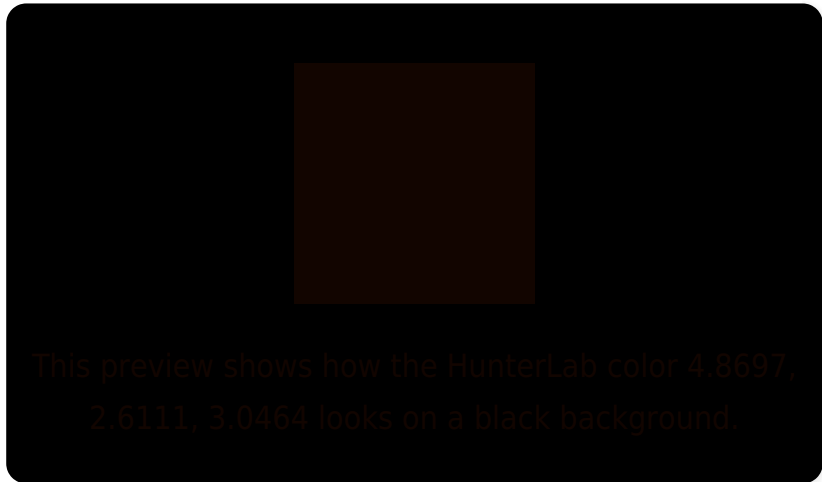 This preview shows how the HunterLab color 4.8697,
2.6111, 3.0464 looks on a black background.